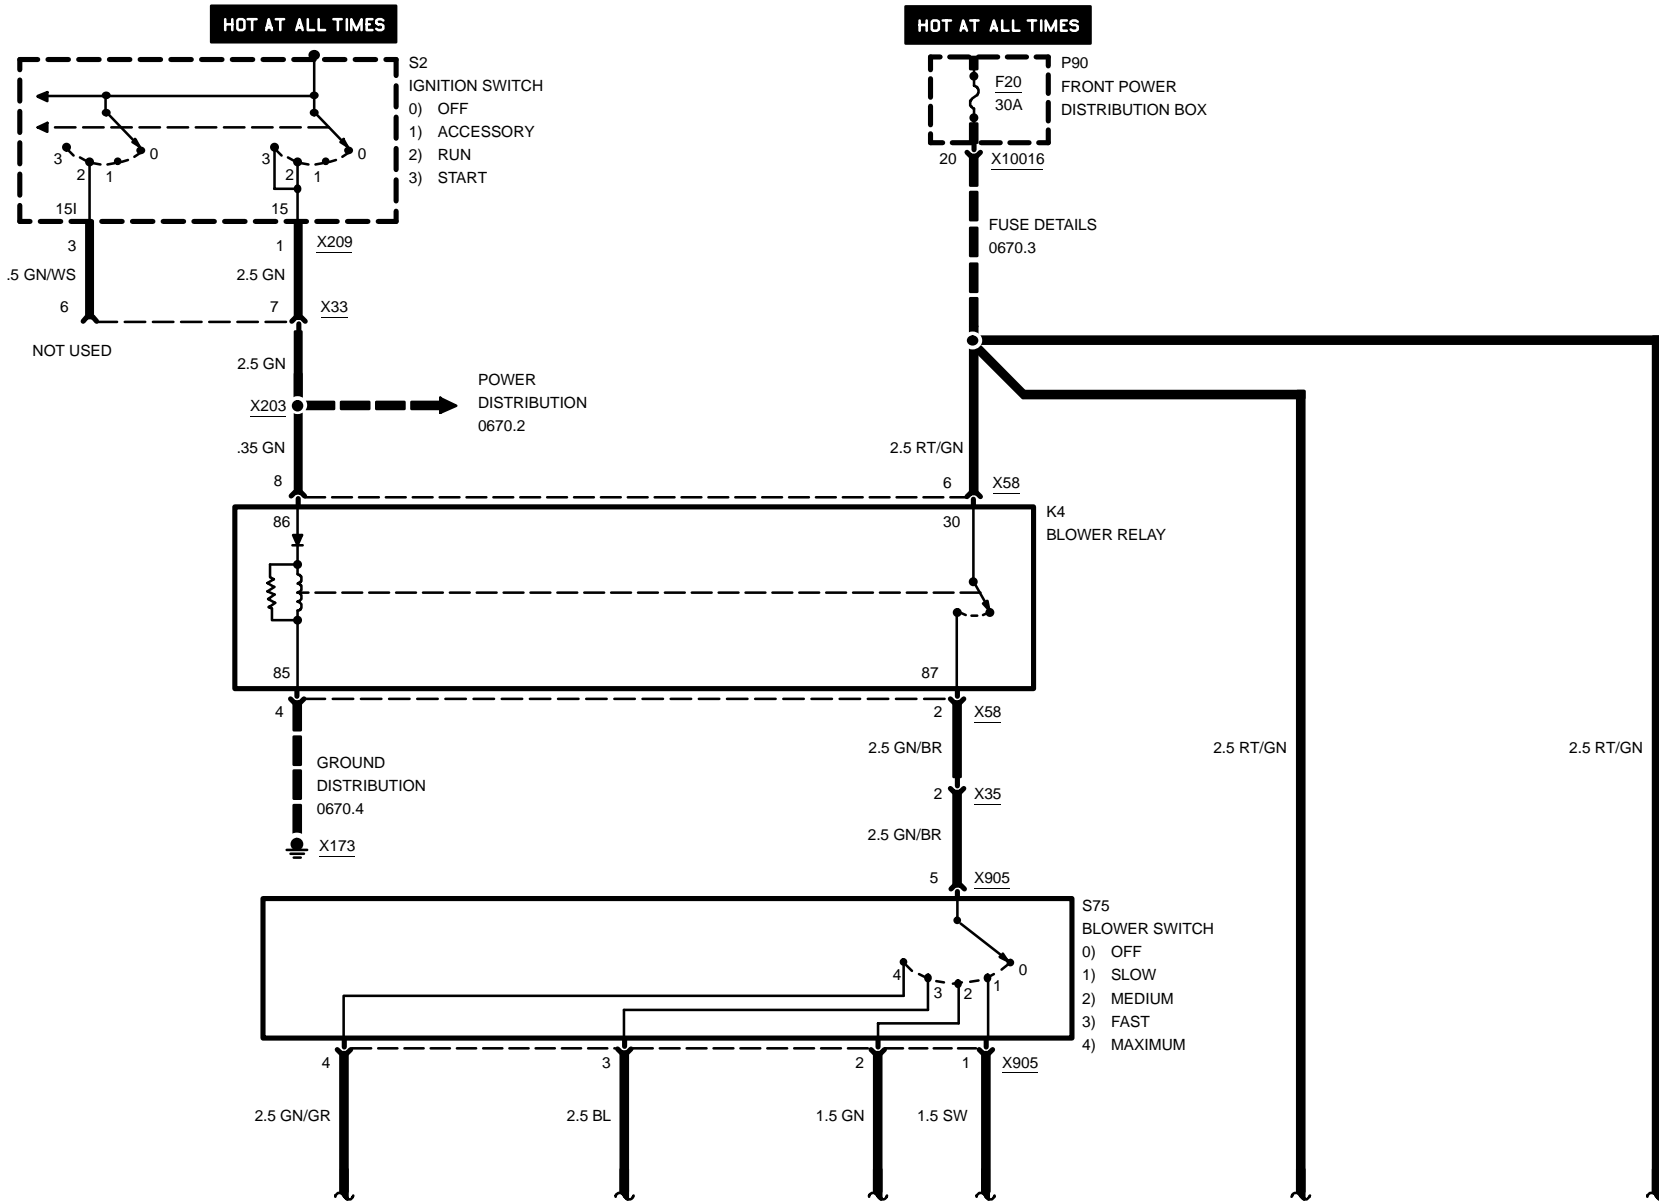 HOT AT ALL TIMES
S2
IGNITION SWITCH
0) OFF
1) ACCESSORY
2) RUN
3) START
3
2
1
0
3
2
1
0
15I
15
3
1
X209
.5 GN/WS
2.5 GN
6
7
X33
NOT USED
2.5 GN
X203
POWER
DISTRIBUTION
0670.2
.35 GN
8
HOT AT ALL TIMES
F20
30A
P90
FRONT POWER
DISTRIBUTION BOX
20
X10016
FUSE DETAILS
0670.3
2.5 RT/GN
6
X58
86
30
K4
BLOWER RELAY
85
87
4
2
X58
GROUND
DISTRIBUTION
0670.4
X173
2.5 GN/BR
2
X35
2.5 GN/BR
5
X905
2.5 RT/GN
2.5 RT/GN
S75
BLOWER SWITCH
0) OFF
1) SLOW
2) MEDIUM
3) FAST
4) MAXIMUM
4
3
2
1
0
4
3
2
1
X905
2.5 GN/GR
2.5 BL
1.5 GN
1.5 SW